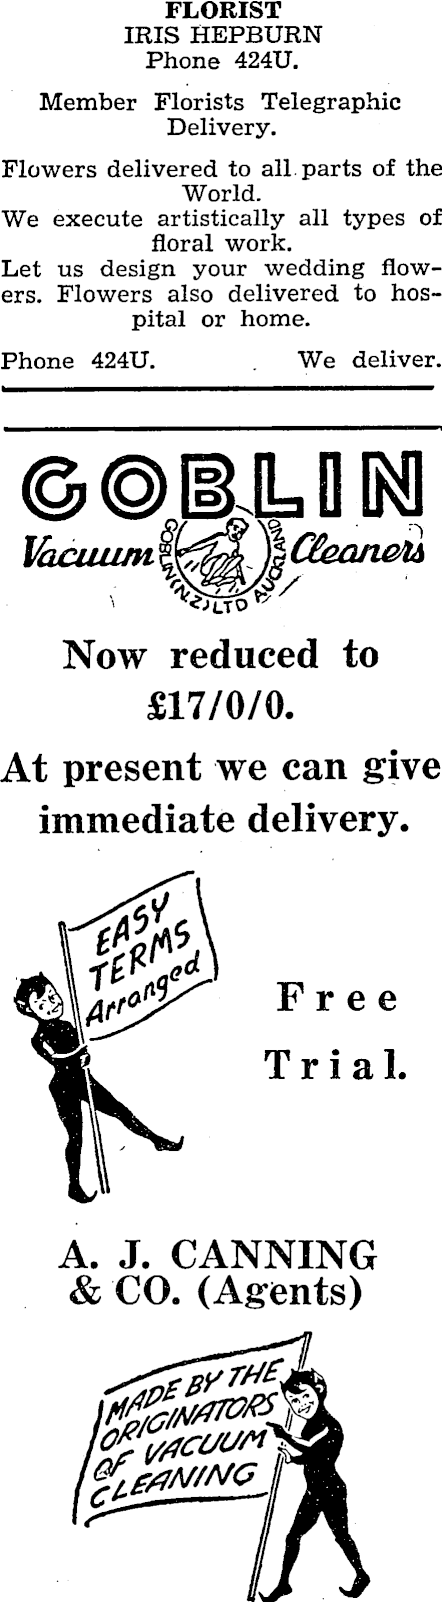 FLORIST
IRIS HEPBURN
Phone 424U.
Member Florists Telegraphic
Delivery.
Flowers delivered to all parts of the
World.
We execute artistically all types of
floral work.
Let us design your wedding flow-
ers. Flowers also delivered to hos-
pital or home.
Phone 424U. We deliver.
GOBLIN
Vacuum Cleaners
GOBLIN (N.Z.) LTD AUCKLAND
Now reduced to
£17/0/0.
At present we can give
immediate delivery.
EASY
TERMS
Arranged
Free
Trial.
A. J. CANNING
& CO. (Agents)
MADE BY THE
ORIGINATORS
OF VACUUM
CLEANING